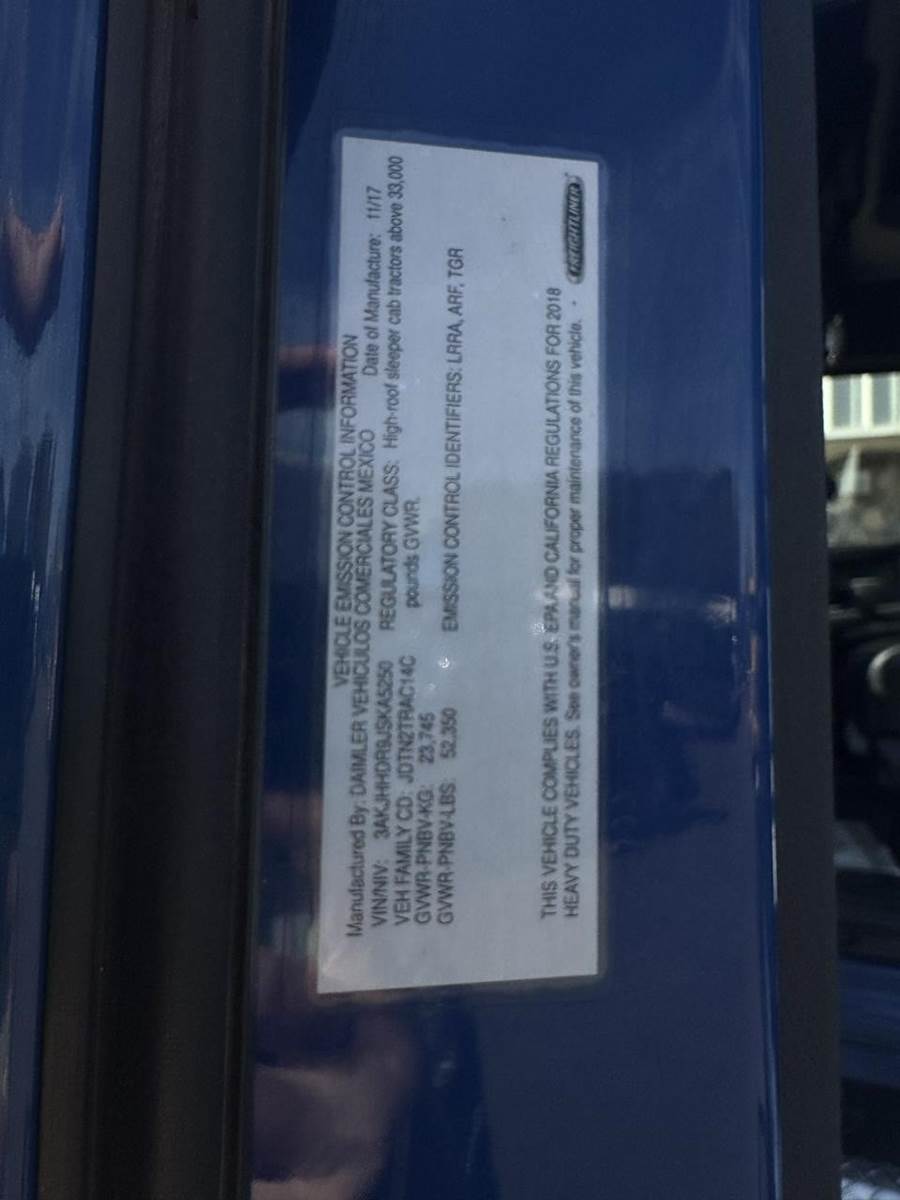 VEHICLE EMISSION CONTROL INFORMATION
Manufactured By: DAIMLER VEHICULOS COMERCIALES MEXICO Date of Manufacture: 11/17
VIN/NIV: 3AKJHHDR9JSKA5250 REGULATORY CLASS: High-roof sleeper cab tractors above 33,000
pounds GVWR.
VEH FAMILY CD: JDTN2TRAC14C
GVWR-PNBV-KG: 23,745
GVWR-PNBV-LBS: 52,350 EMISSION CONTROL IDENTIFIERS: LRRA, ARF, TGR
THIS VEHICLE COMPLIES WITH U.S. EPA AND CALIFORNIA REGULATIONS FOR 2018
HEAVY DUTY VEHICLES. See owner's manual for proper maintenance of this vehicle.
FREIGHTLINER